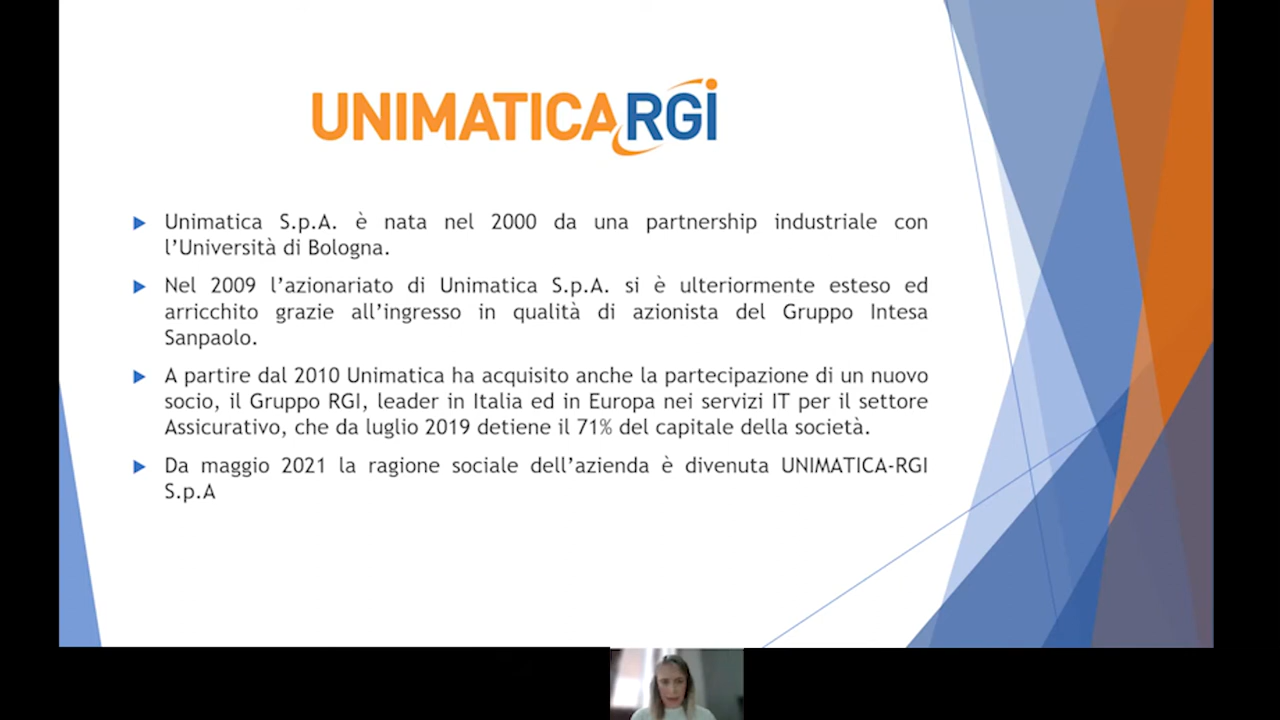 UNIMATICARGI
Unimatica S.p.A. è nata nel 2000 da una partnership industriale con
l’Università di Bologna.
Nel 2009 l’azionariato di Unimatica S.p.A. si è ulteriormente esteso ed
arricchito grazie all’ingresso in qualità di azionista del Gruppo Intesa
Sanpaolo.
A partire dal 2010 Unimatica ha acquisito anche la partecipazione di un nuovo
socio, il Gruppo RGI, leader in Italia ed in Europa nei servizi IT per il settore
Assicurativo, che da luglio 2019 detiene il 71% del capitale della società.
Da maggio 2021 la ragione sociale dell’azienda è divenuta UNIMATICA-RGI
S.p.A